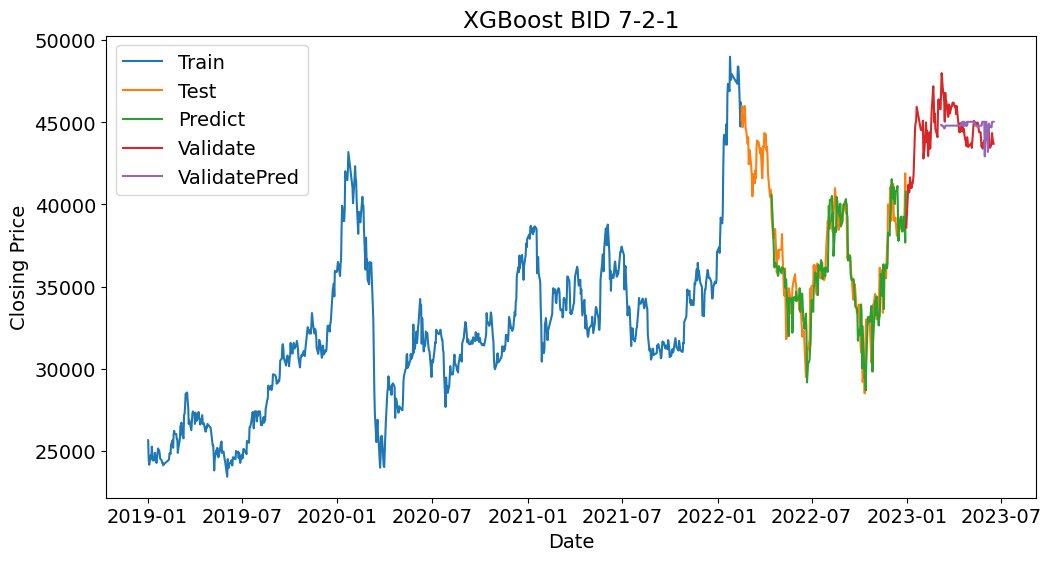 XGBoost BID 7-2-1
50000
45000
40000
35000
30000
25000
Closing Price
Train
Test
Predict
Validate
ValidatePred
2019-01 2019-07 2020-01 2020-07 2021-01 2021-07 2022-01 2022-07 2023-01 2023-07
Date